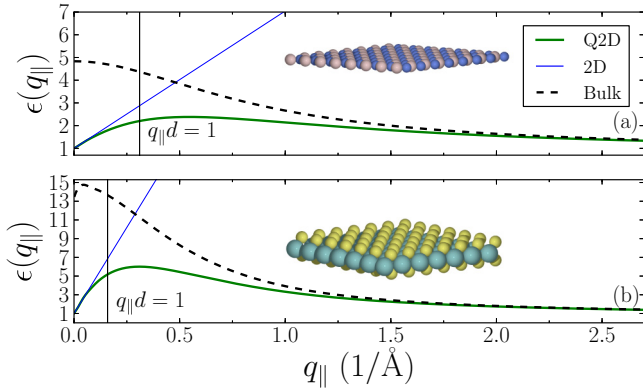 7
6
5
4
3
2
1
ϵ(q∥)
q∥d = 1
Q2D
2D
Bulk
(a)
15
13
11
9
7
5
3
1
ϵ(q∥)
q∥d = 1
(b)
0.0 0.5 1.0 1.5 2.0 2.5
q∥ (1/Å)